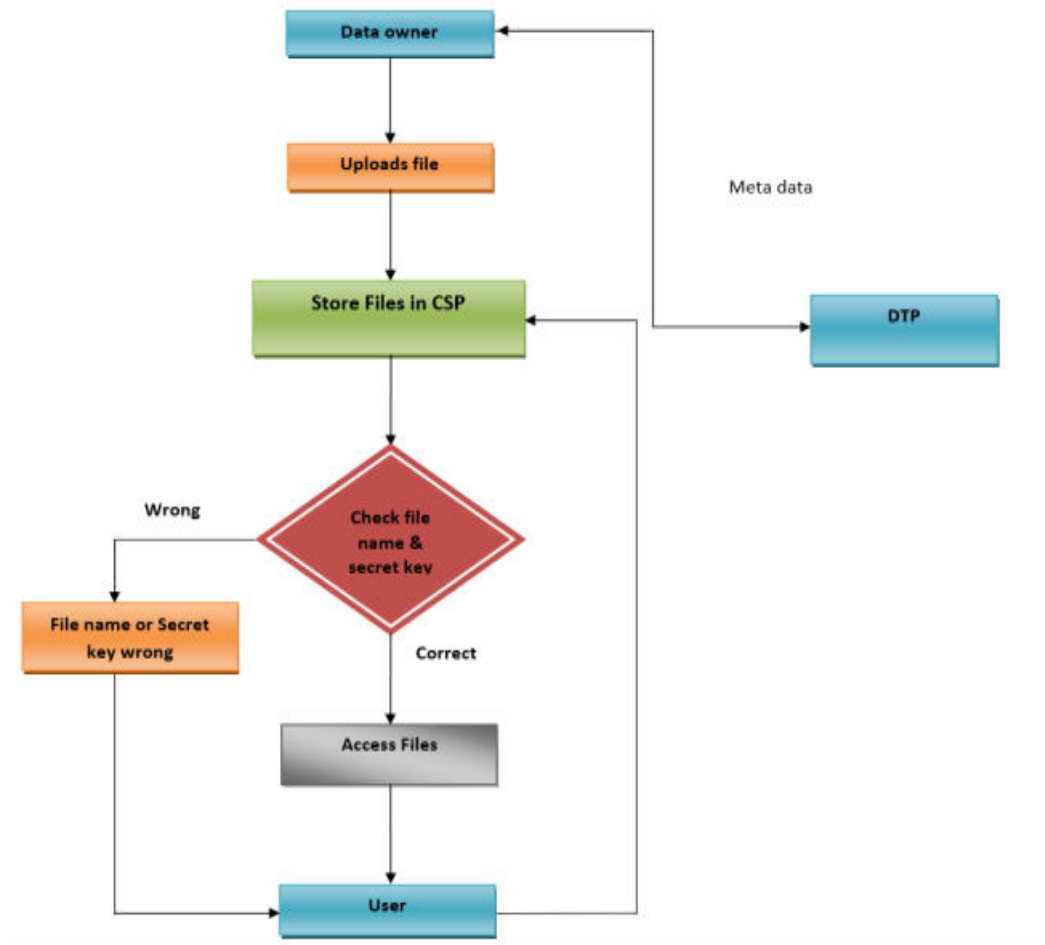 Data owner
Uploads file
Meta data
Store Files in CSP
DTP
Wrong
Check file
name &
secret key
File name or Secret
key wrong
Correct
Access Files
User